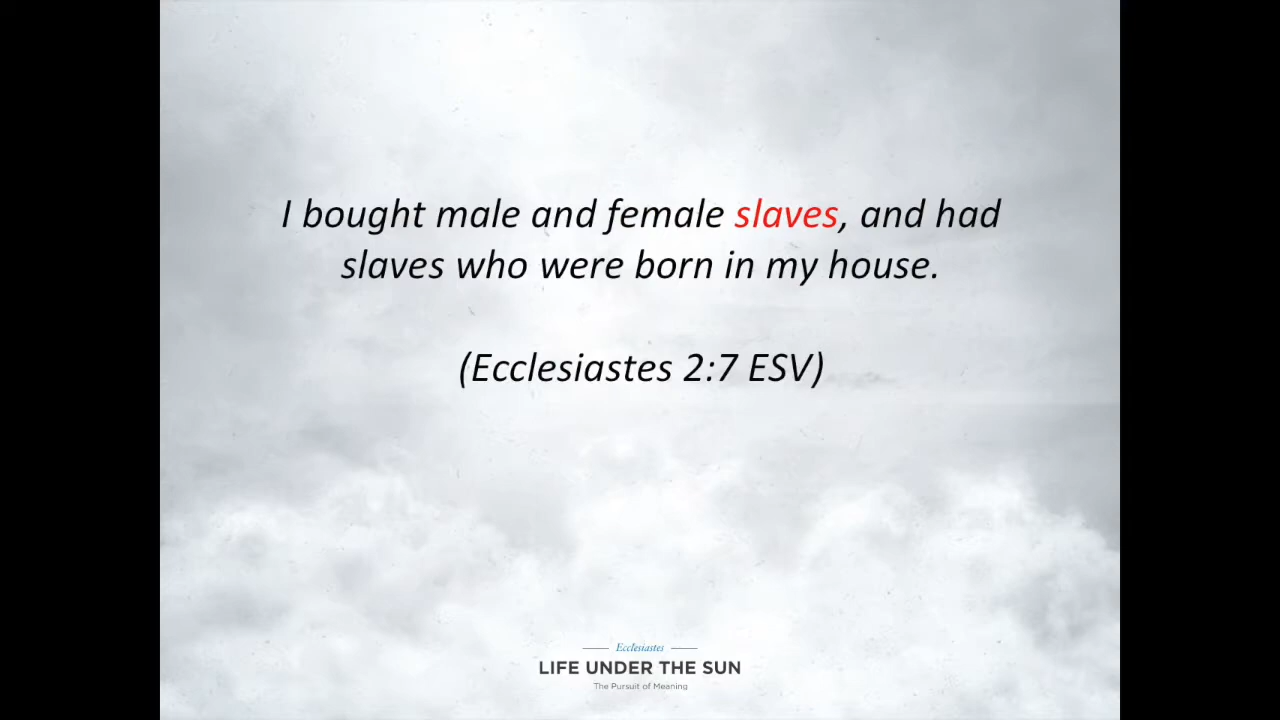 I bought male and female slaves, and had
slaves who were born in my house.
(Ecclesiastes 2:7 ESV)
Ecclesiastes
LIFE UNDER THE SUN
The Pursuit of Meaning